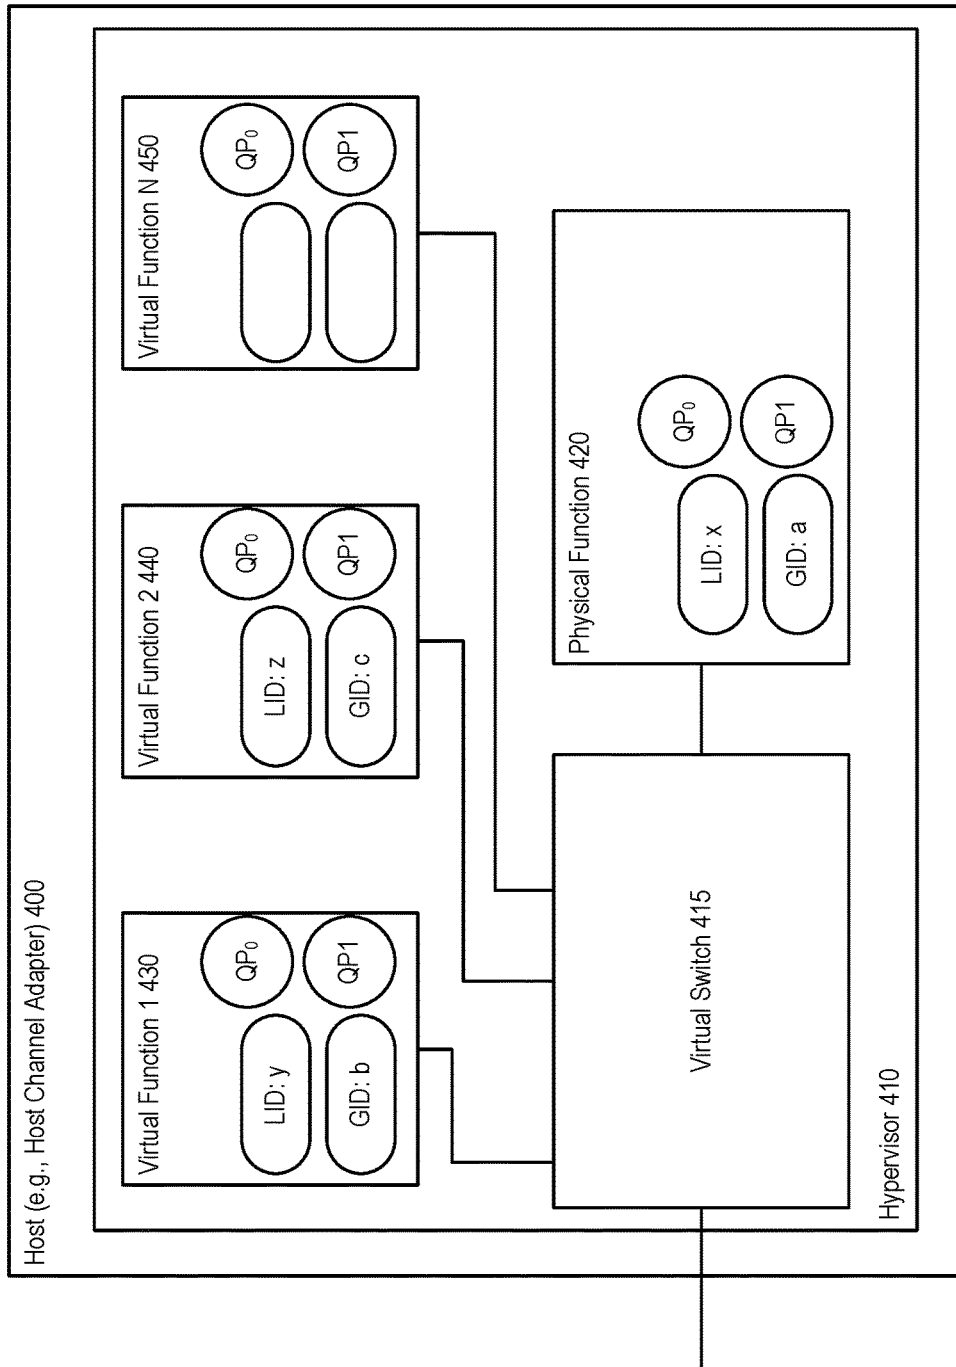 Host (e.g., Host Channel Adapter) 400
Virtual Function 1 430
LID: y
QP₀
GID: b
QP1
Virtual Function 2 440
LID: z
QP₀
GID: c
QP1
Virtual Function N 450
QP₀
QP1
Virtual Switch 415
Physical Function 420
LID: x
QP₀
GID: a
QP1
Hypervisor 410